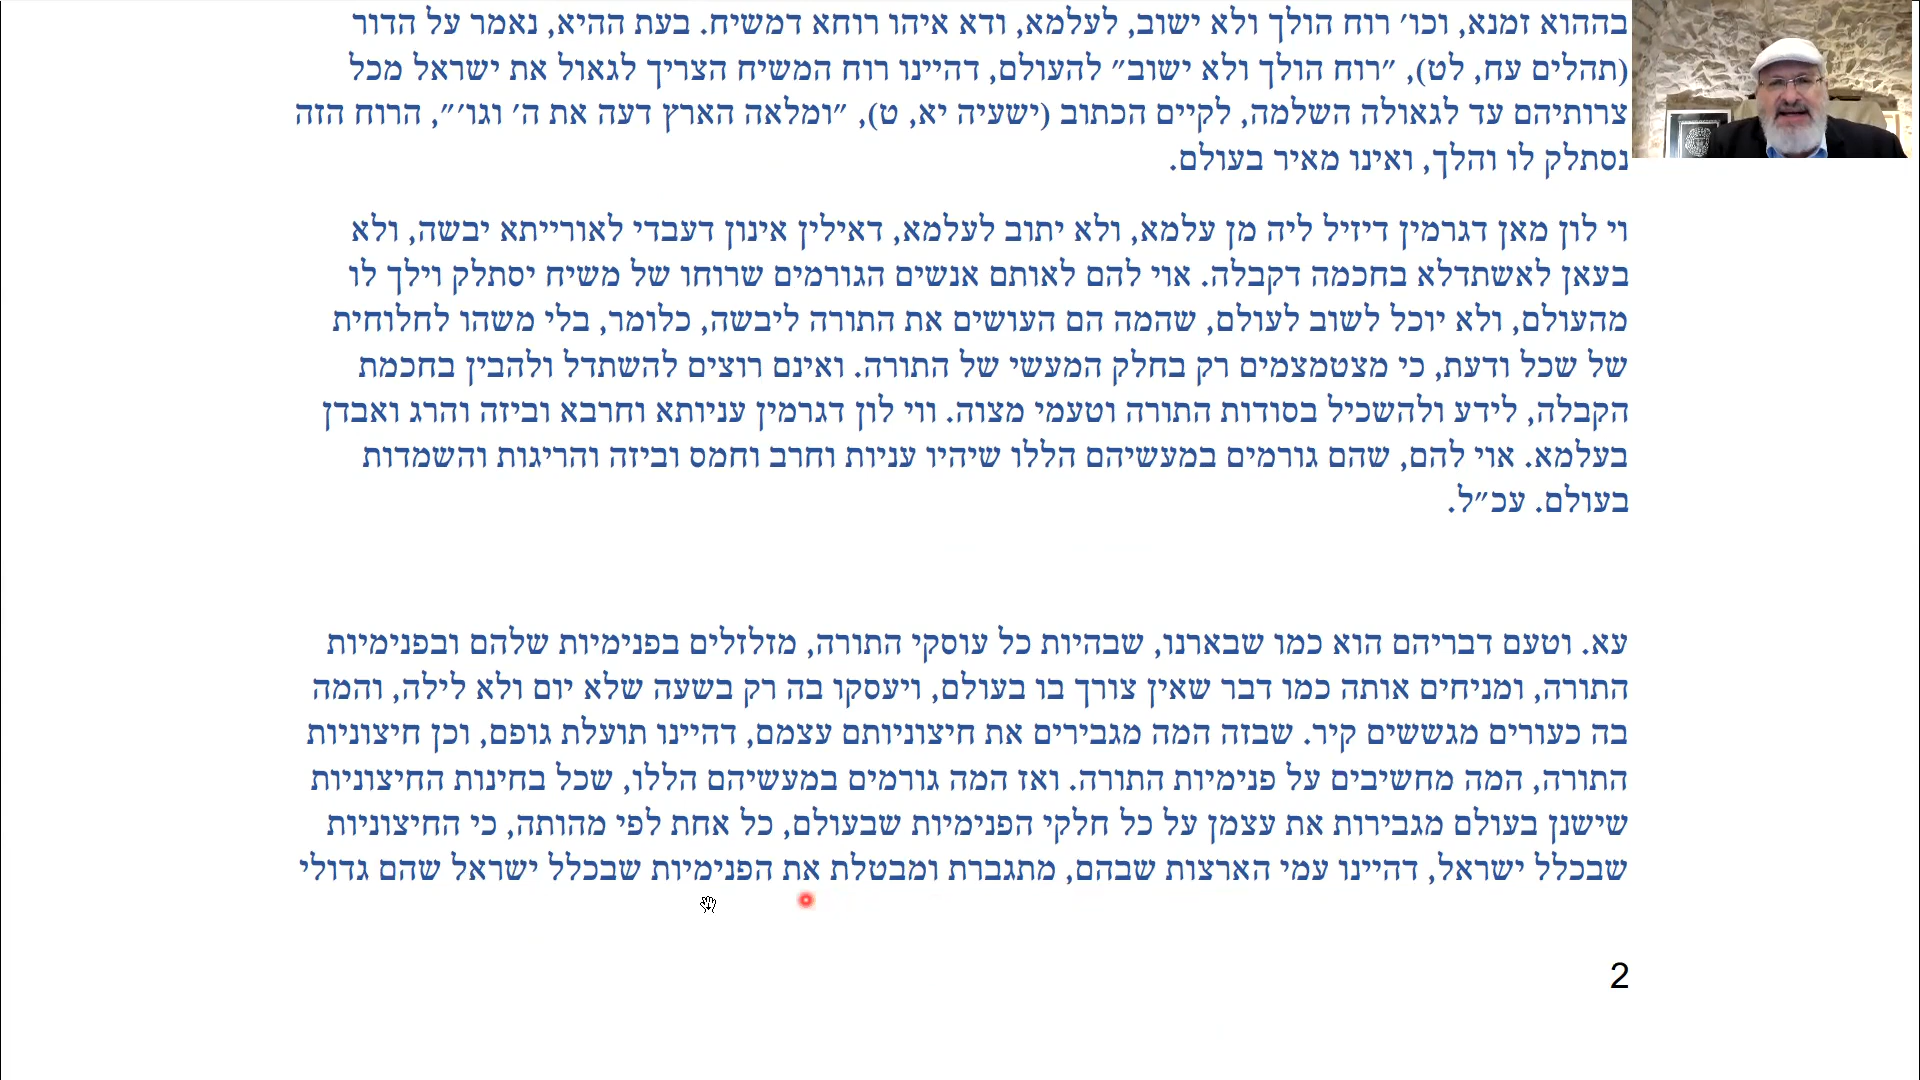 בההוא זמנא, וכו׳ רוח הולך ולא ישוב, לעלמא, ודא איהו רוחא דמשיח. בעת ההיא, נאמר על הדור
(תהלים עח, לט), ״רוח הולך ולא ישוב״ להעולם, דהיינו רוח המשיח הצריך לגאול את ישראל מכל
צרותיהם עד לגאולה השלמה, לקיים הכתוב (ישעיה יא, ט), ״ומלאה הארץ דעה את ה׳ וגו׳״, הרוח הזה
נסתלק לו והלך, ואינו מאיר בעולם.
וי לון מאן דגרמין דיזיל ליה מן עלמא, ולא יתוב לעלמא, דאילין אינון דעבדי לאורייתא יבשה, ולא
בעאן לאשתדלא בחכמה דקבלה. אוי להם לאותם אנשים הגורמים שרוחו של משיח יסתלק וילך לו
מהעולם, ולא יוכל לשוב לעולם, שהמה הם העושים את התורה ליבשה, כלומר, בלי משהו לחלוחית
של שכל ודעת, כי מצטמצמים רק בחלק המעשי של התורה. ואינם רוצים להשתדל ולהבין בחכמת
הקבלה, לידע ולהשכיל בסודות התורה וטעמי מצוה. ווי לון דגרמין עניותא וחרבא וביזה והרג ואבדן
בעלמא. אוי להם, שהם גורמים במעשיהם הללו שיהיו עניות וחרב וחמס וביזה והריגות והשמדות
בעולם. עכ״ל.
עא. וטעם דבריהם הוא כמו שבארנו, שבהיות כל עוסקי התורה, מזלזלים בפנימיות שלהם ובפנימיות
התורה, ומניחים אותה כמו דבר שאין צורך בו בעולם, ויעסקו בה רק בשעה שלא יום ולא לילה, והמה
בה כעורים מגששים קיר. שבזה המה מגבירים את חיצוניותם עצמם, דהיינו תועלת גופם, וכן חיצוניות
התורה, המה מחשיבים על פנימיות התורה. ואז המה גורמים במעשיהם הללו, שכל בחינות החיצוניות
שישנן בעולם מגבירות את עצמן על כל חלקי הפנימיות שבעולם, כל אחת לפי מהותה, כי החיצוניות
שבכלל ישראל, דהיינו עמי הארצות שבהם, מתגברת ומבטלת את הפנימיות שבכלל ישראל שהם גדולי
2